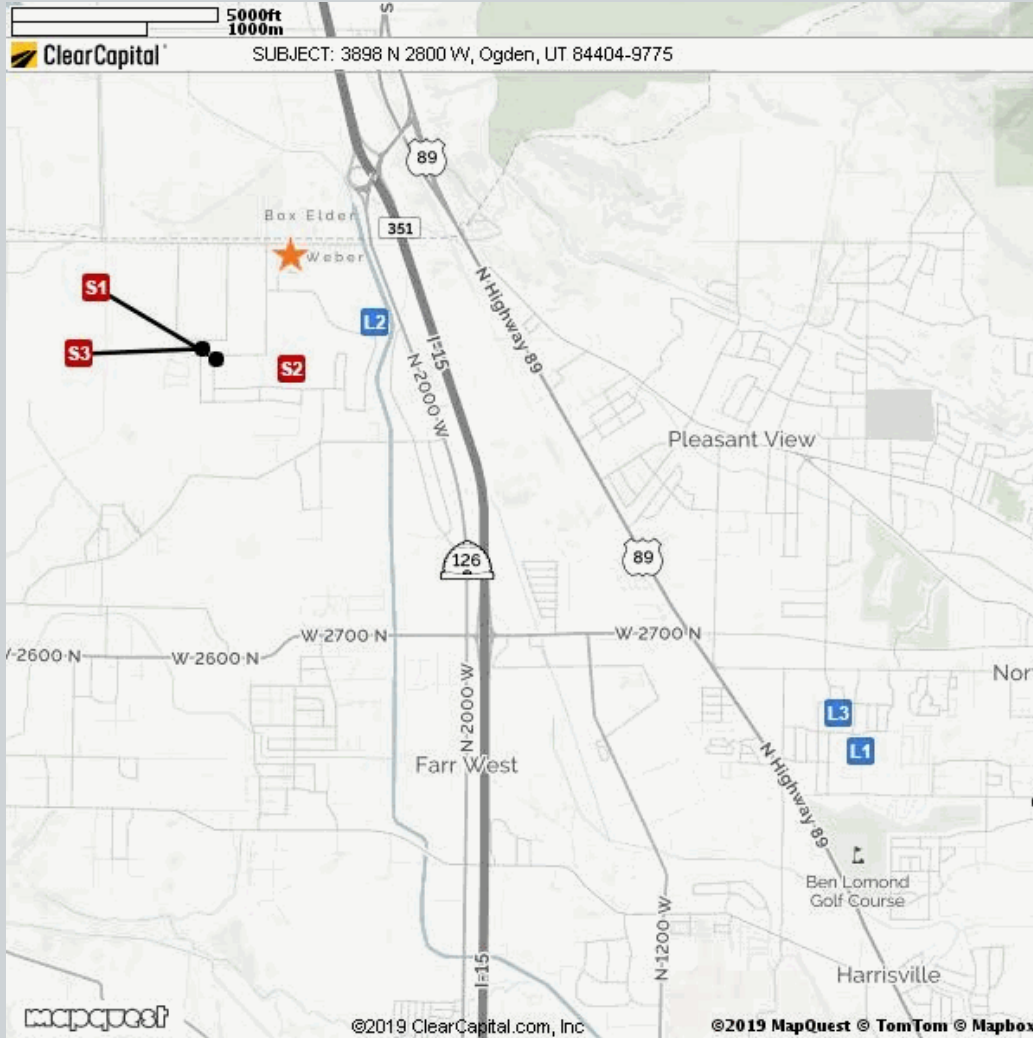 5000ft
1000m
ClearCapital
SUBJECT: 3898 N 2800 W, Ogden, UT 84404-9775
S
89
Box Elder
351
Weber
S1
L2
S3
S2
N Highway 89
I-15
N 2000 W
Pleasant View
126
89
W 2700 N
W 2700 N
W 2600 N
W 2600 N
Nor
L3
N 2000 W
L1
Farr West
N Highway 89
Ben Lomond
Golf Course
N 1200 W
I-15
Harrisville
mapquest
©2019 ClearCapital.com, Inc
©2019 MapQuest © TomTom © Mapbox